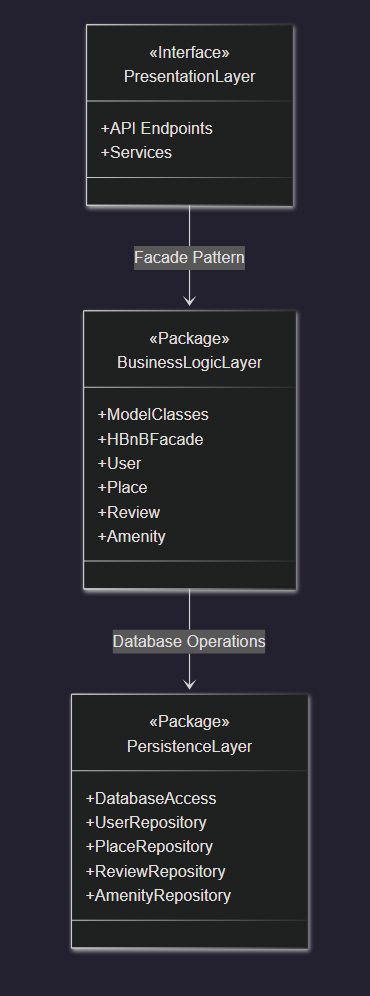 «Interface»
PresentationLayer
+API Endpoints
+Services
Facade Pattern
«Package»
BusinessLogicLayer
+ModelClasses
+HBnBFacade
+User
+Place
+Review
+Amenity
Database Operations
«Package»
PersistenceLayer
+DatabaseAccess
+UserRepository
+PlaceRepository
+ReviewRepository
+AmenityRepository